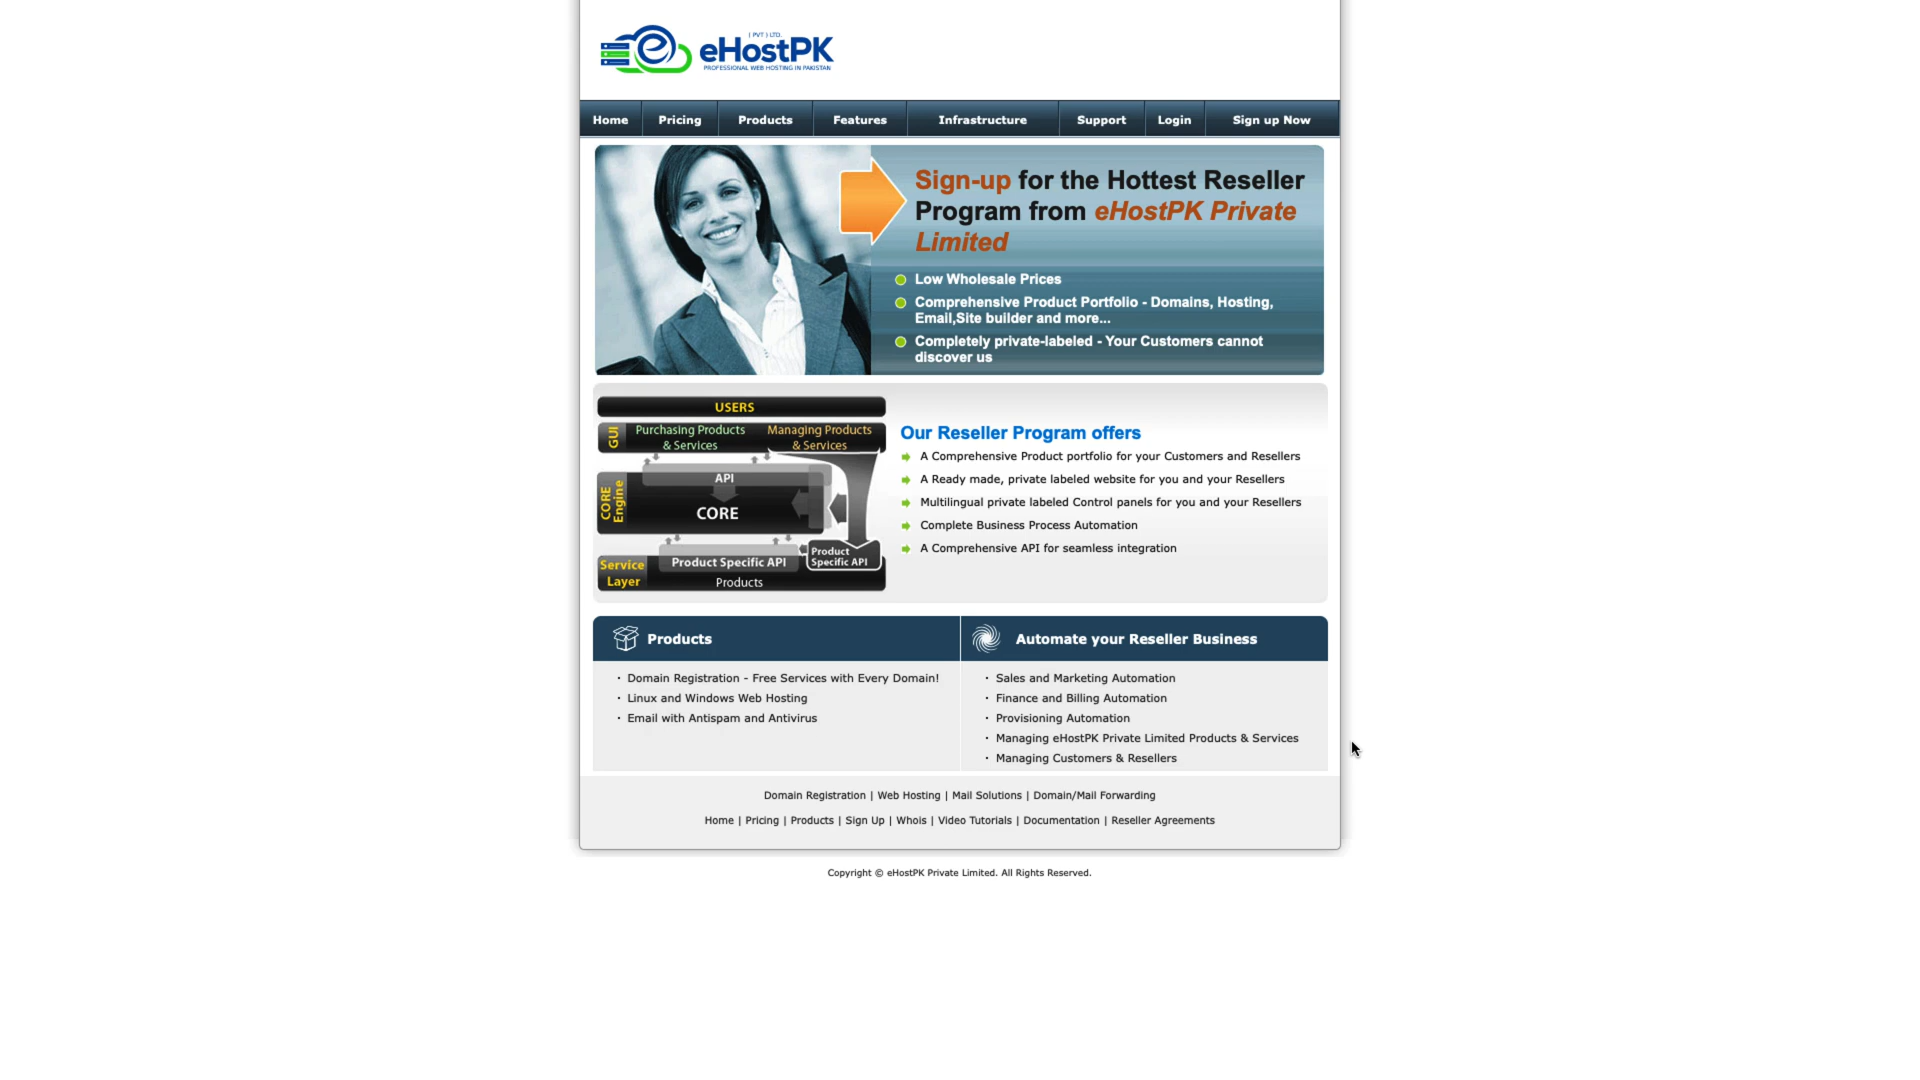 ( PVT ) LTD.
eHostPK
PROFESSIONAL WEB HOSTING IN PAKISTAN
Home Pricing Products Features Infrastructure Support Login Sign up Now
Sign-up for the Hottest Reseller
Program from eHostPK Private
Limited
Low Wholesale Prices
Comprehensive Product Portfolio - Domains, Hosting,
Email,Site builder and more...
Completely private-labeled - Your Customers cannot
discover us
USERS
GUI
Purchasing Products
& Services
Managing Products
& Services
CORE
Engine
API
CORE
Service
Layer
Product Specific API
Products
Product
Specific API
Our Reseller Program offers
A Comprehensive Product portfolio for your Customers and Resellers
A Ready made, private labeled website for you and your Resellers
Multilingual private labeled Control panels for you and your Resellers
Complete Business Process Automation
A Comprehensive API for seamless integration
Products
· Domain Registration - Free Services with Every Domain!
· Linux and Windows Web Hosting
· Email with Antispam and Antivirus
Automate your Reseller Business
· Sales and Marketing Automation
· Finance and Billing Automation
· Provisioning Automation
· Managing eHostPK Private Limited Products & Services
· Managing Customers & Resellers
Domain Registration | Web Hosting | Mail Solutions | Domain/Mail Forwarding
Home | Pricing | Products | Sign Up | Whois | Video Tutorials | Documentation | Reseller Agreements
Copyright © eHostPK Private Limited. All Rights Reserved.